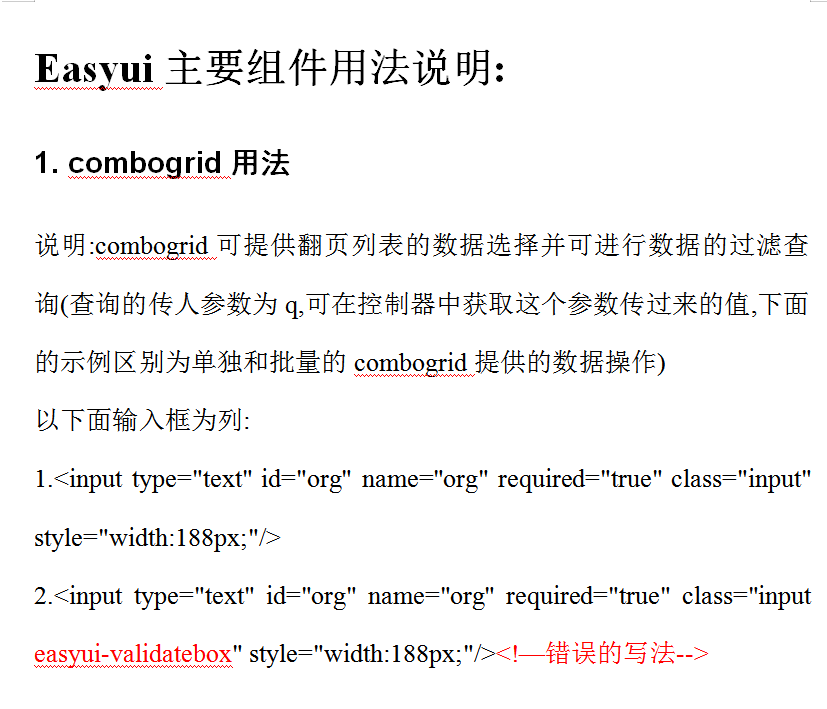 Easyui 主要组件用法说明:
1. combogrid 用法
说明:combogrid 可提供翻页列表的数据选择并可进行数据的过滤查
询(查询的传人参数为 q,可在控制器中获取这个参数传过来的值,下面
的示例区别为单独和批量的 combogrid 提供的数据操作)
以下面输入框为列:
1.<input type="text" id="org" name="org" required="true" class="input"
style="width:188px;"/>
2.<input type="text" id="org" name="org" required="true" class="input
easyui-validatebox" style="width:188px;"/><!—错误的写法-->